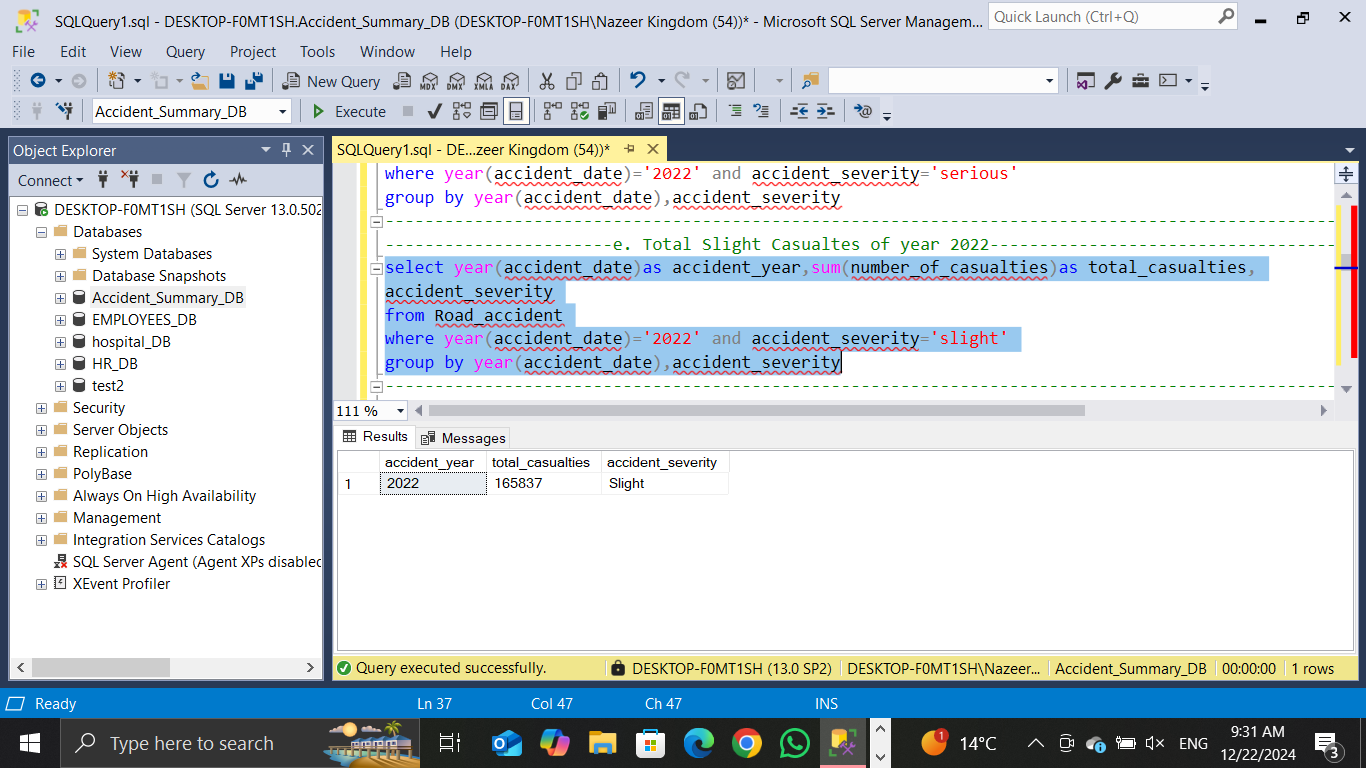 SQLQuery1.sql - DESKTOP-F0MT1SH.Accident_Summary_DB (DESKTOP-F0MT1SH\Nazeer Kingdom (54))* - Microsoft SQL Server Managem...
Quick Launch (Ctrl+Q)
File Edit View Query Project Tools Window Help
New Query MDX DMX XMLA DAX
Accident_Summary_DB Execute
Object Explorer
Connect
DESKTOP-F0MT1SH (SQL Server 13.0.502
Databases
System Databases
Database Snapshots
Accident_Summary_DB
EMPLOYEES_DB
hospital_DB
HR_DB
test2
Security
Server Objects
Replication
PolyBase
Always On High Availability
Management
Integration Services Catalogs
SQL Server Agent (Agent XPs disabled
XEvent Profiler
SQLQuery1.sql - DE...zeer Kingdom (54))*
where year(accident_date)='2022' and accident_severity='serious'
group by year(accident_date),accident_severity
-----------------------e. Total Slight Casualtes of year 2022-----------------------------------
select year(accident_date)as accident_year,sum(number_of_casualties)as total_casualties,
accident_severity
from Road_accident
where year(accident_date)='2022' and accident_severity='slight'
group by year(accident_date),accident_severity
111 %
Results Messages
accident_year total_casualties accident_severity
1 2022 165837 Slight
Query executed successfully. DESKTOP-F0MT1SH (13.0 SP2) DESKTOP-F0MT1SH\Nazeer... Accident_Summary_DB 00:00:00 1 rows
Ready Ln 37 Col 47 Ch 47 INS
Type here to search
1 14°C ENG
9:31 AM
12/22/2024
3